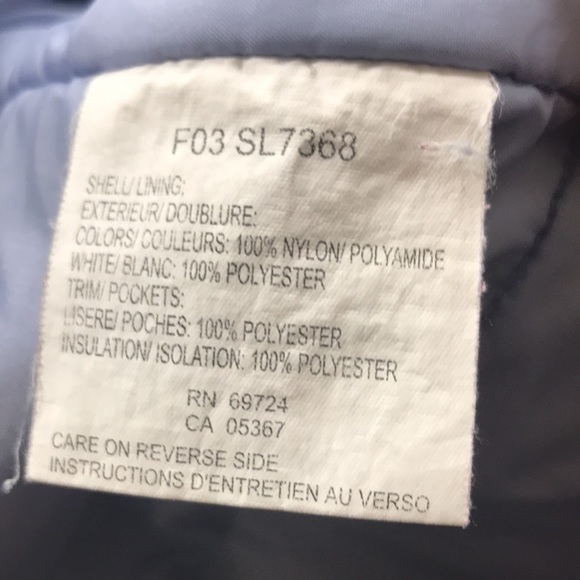 F03 SL7368
SHELL/ LINING:
EXTERIEUR/ DOUBLURE:
COLORS/ COULEURS: 100% NYLON/ POLYAMIDE
WHITE/ BLANC: 100% POLYESTER
TRIM/ POCKETS:
LISERE/ POCHES: 100% POLYESTER
INSULATION/ ISOLATION: 100% POLYESTER
RN 69724
CA 05367
CARE ON REVERSE SIDE
INSTRUCTIONS D'ENTRETIEN AU VERSO